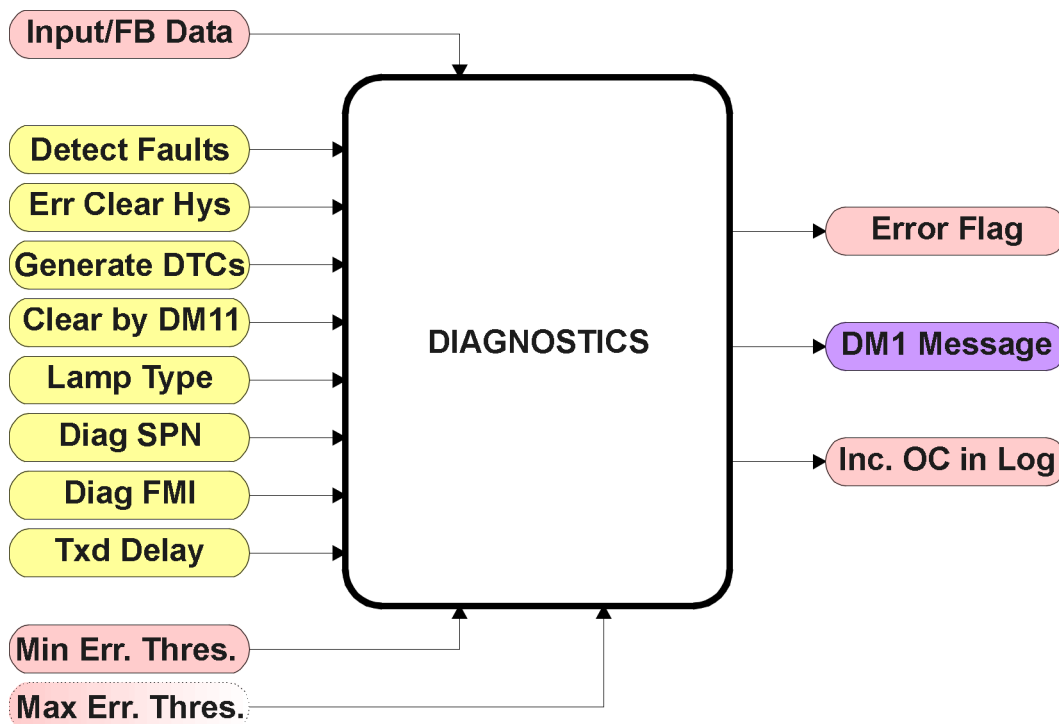 Input/FB Data
Detect Faults
Err Clear Hys
Generate DTCs
Clear by DM11
Lamp Type
Diag SPN
Diag FMI
Txd Delay
Min Err. Thres.
Max Err. Thres.
DIAGNOSTICS
Error Flag
DM1 Message
Inc. OC in Log